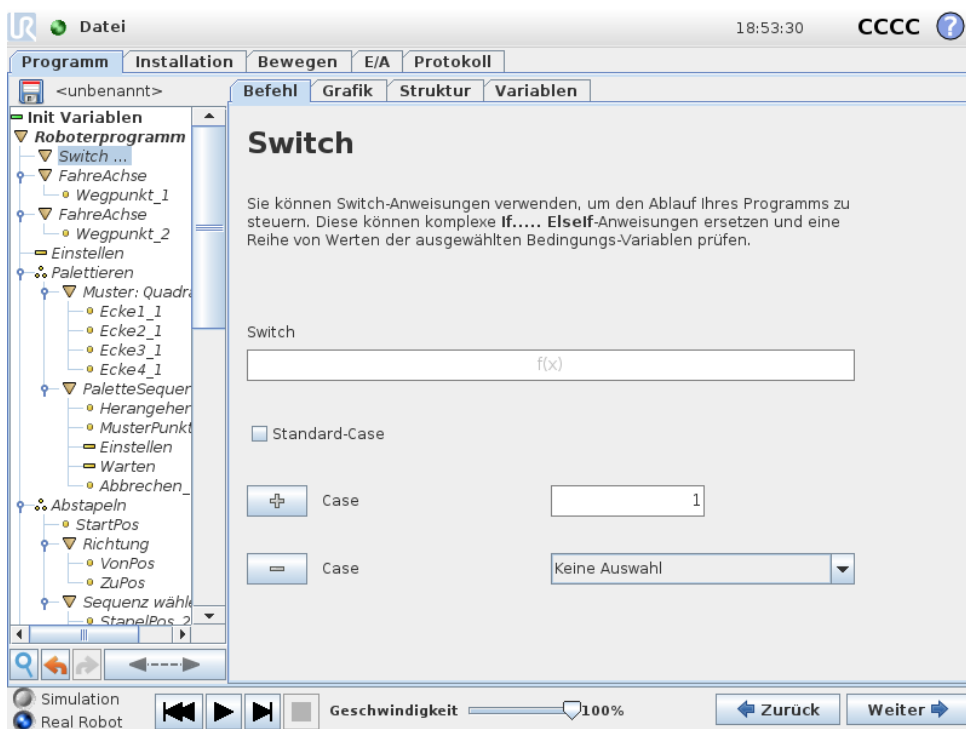 UR Datei 18:53:30 CCCC ?
Programm Installation Bewegen E/A Protokoll
<unbenannt>
Befehl Grafik Struktur Variablen
Init Variablen
Roboterprogramm
Switch ...
FahreAchse
Wegpunkt_1
FahreAchse
Wegpunkt_2
Einstellen
Palettieren
Muster: Quadra
Ecke1_1
Ecke2_1
Ecke3_1
Ecke4_1
PaletteSequen
Herangehen
MusterPunkt
Einstellen
Warten
Abbrechen_
Abstapeln
StartPos
Richtung
VonPos
ZuPos
Sequenz wähle
StapelPos_2
Switch
Sie können Switch-Anweisungen verwenden, um den Ablauf Ihres Programms zu
steuern. Diese können komplexe If..... ElseIf-Anweisungen ersetzen und eine
Reihe von Werten der ausgewählten Bedingungs-Variablen prüfen.
Switch
f(x)
Standard-Case
Case 1
Case Keine Auswahl
Simulation
Real Robot
Geschwindigkeit 100%
Zurück
Weiter